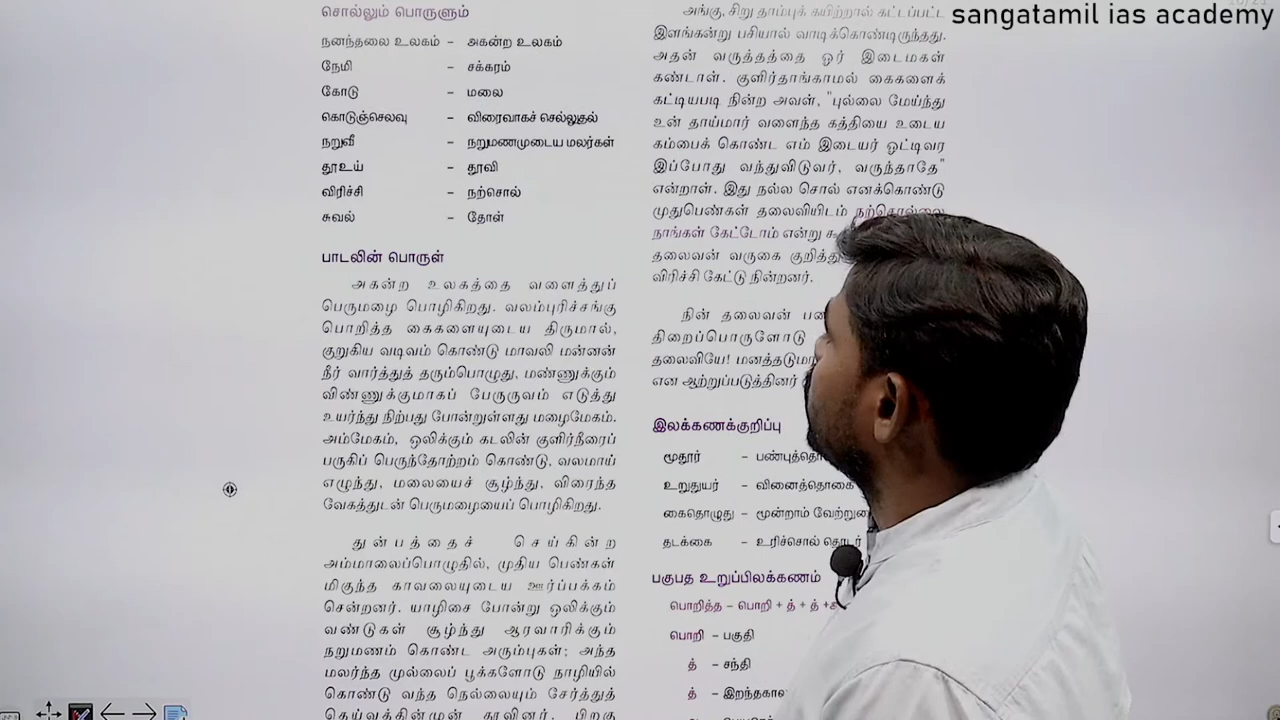 sangatamil ias academy
சொல்லும் பொருளும்
நனந்தலை உலகம் – அகன்ற உலகம்
நேமி – சக்கரம்
கோடு – மலை
கொடுஞ்செலவு – விரைவாகச் செல்லுதல்
நறுவீ – நறுமணமுடைய மலர்கள்
தூஉய் – தூவி
விரிச்சி – நற்சொல்
சுவல் – தோள்
பாடலின் பொருள்
அகன்ற உலகத்தை வளைத்துப்
பெருமழை பொழிகிறது. வலம்புரிச்சங்கு
பொறித்த கைகளையுடைய திருமால்,
குறுகிய வடிவம் கொண்டு மாவலி மன்னன்
நீர் வார்த்துத் தரும்பொழுது, மண்ணுக்கும்
விண்ணுக்குமாகப் பேருருவம் எடுத்து
உயர்ந்து நிற்பது போன்றுள்ளது மழைமேகம்.
அம்மேகம், ஒலிக்கும் கடலின் குளிர்நீரைப்
பருகிப் பெருந்தோற்றம் கொண்டு, வலமாய்
எழுந்து, மலையைச் சூழ்ந்து, விரைந்த
வேகத்துடன் பெருமழையைப் பொழிகிறது.
துன்பத்தைச் செய்கின்ற
அம்மாலைப்பொழுதில், முதிய பெண்கள்
மிகுந்த காவலையுடைய ஊர்ப்பக்கம்
சென்றனர். யாழிசை போன்று ஒலிக்கும்
வண்டுகள் சூழ்ந்து ஆரவாரிக்கும்
நறுமணம் கொண்ட அரும்புகள்; அந்த
மலர்ந்த முல்லைப் பூக்களோடு நாழியில்
கொண்டு வந்த நெல்லையும் சேர்த்துத்
தெய்வத்தின்முன் தூவினர். பிறகு
அங்கு, சிறு தாம்புக் கயிற்றால் கட்டப்பட்ட
இளங்கன்று பசியால் வாடிக்கொண்டிருந்தது.
அதன் வருத்தத்தை ஓர் இடைமகள்
கண்டாள். குளிர்தாங்காமல் கைகளைக்
கட்டியபடி நின்ற அவள், "புல்லை மேய்ந்து
உன் தாய்மார் வளைந்த கத்தியை உடைய
கம்பைக் கொண்ட எம் இடையர் ஓட்டிவர
இப்போது வந்துவிடுவர், வருந்தாதே"
என்றாள். இது நல்ல சொல் எனக்கொண்டு
முதுபெண்கள் தலைவியிடம் நற்சொல்லை
நாங்கள் கேட்டோம் என்று
தலைவன் வருகை
விரிச்சி கேட்டு நின்றனர்.
நின் தலைவன்
திறைப்பொருளோடு
தலைவியே!
என ஆற்றுப்படுத்தினர்
இலக்கணக்குறிப்பு
மூதூர் –
உறுதுயர் – வினைத்தொகை
கைதொழுது – மூன்றாம்
தடக்கை – உரிச்சொல் தொடர்
பகுபத உறுப்பிலக்கணம்
பொறித்த – பொறி + த் + த் +
பொறி – பகுதி
த் – சந்தி
த் –